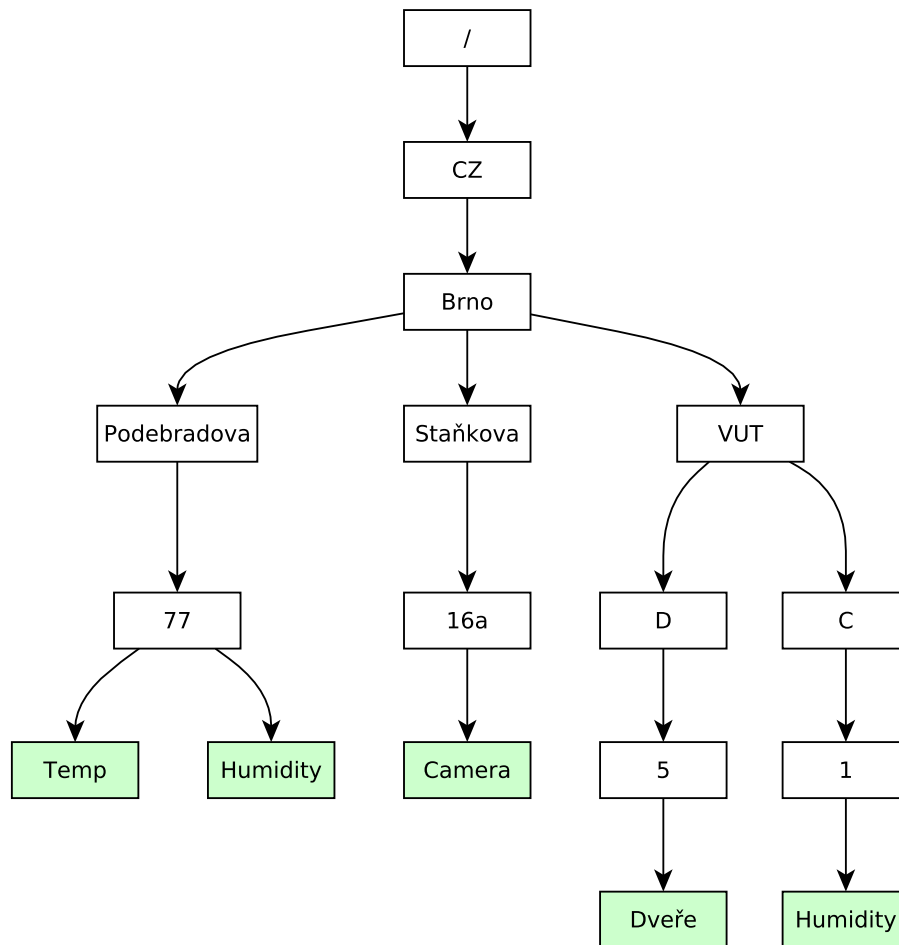 /
CZ
Brno
Podebradova
Staňkova
VUT
77
16a
D
C
Temp
Humidity
Camera
5
1
Dveře
Humidity